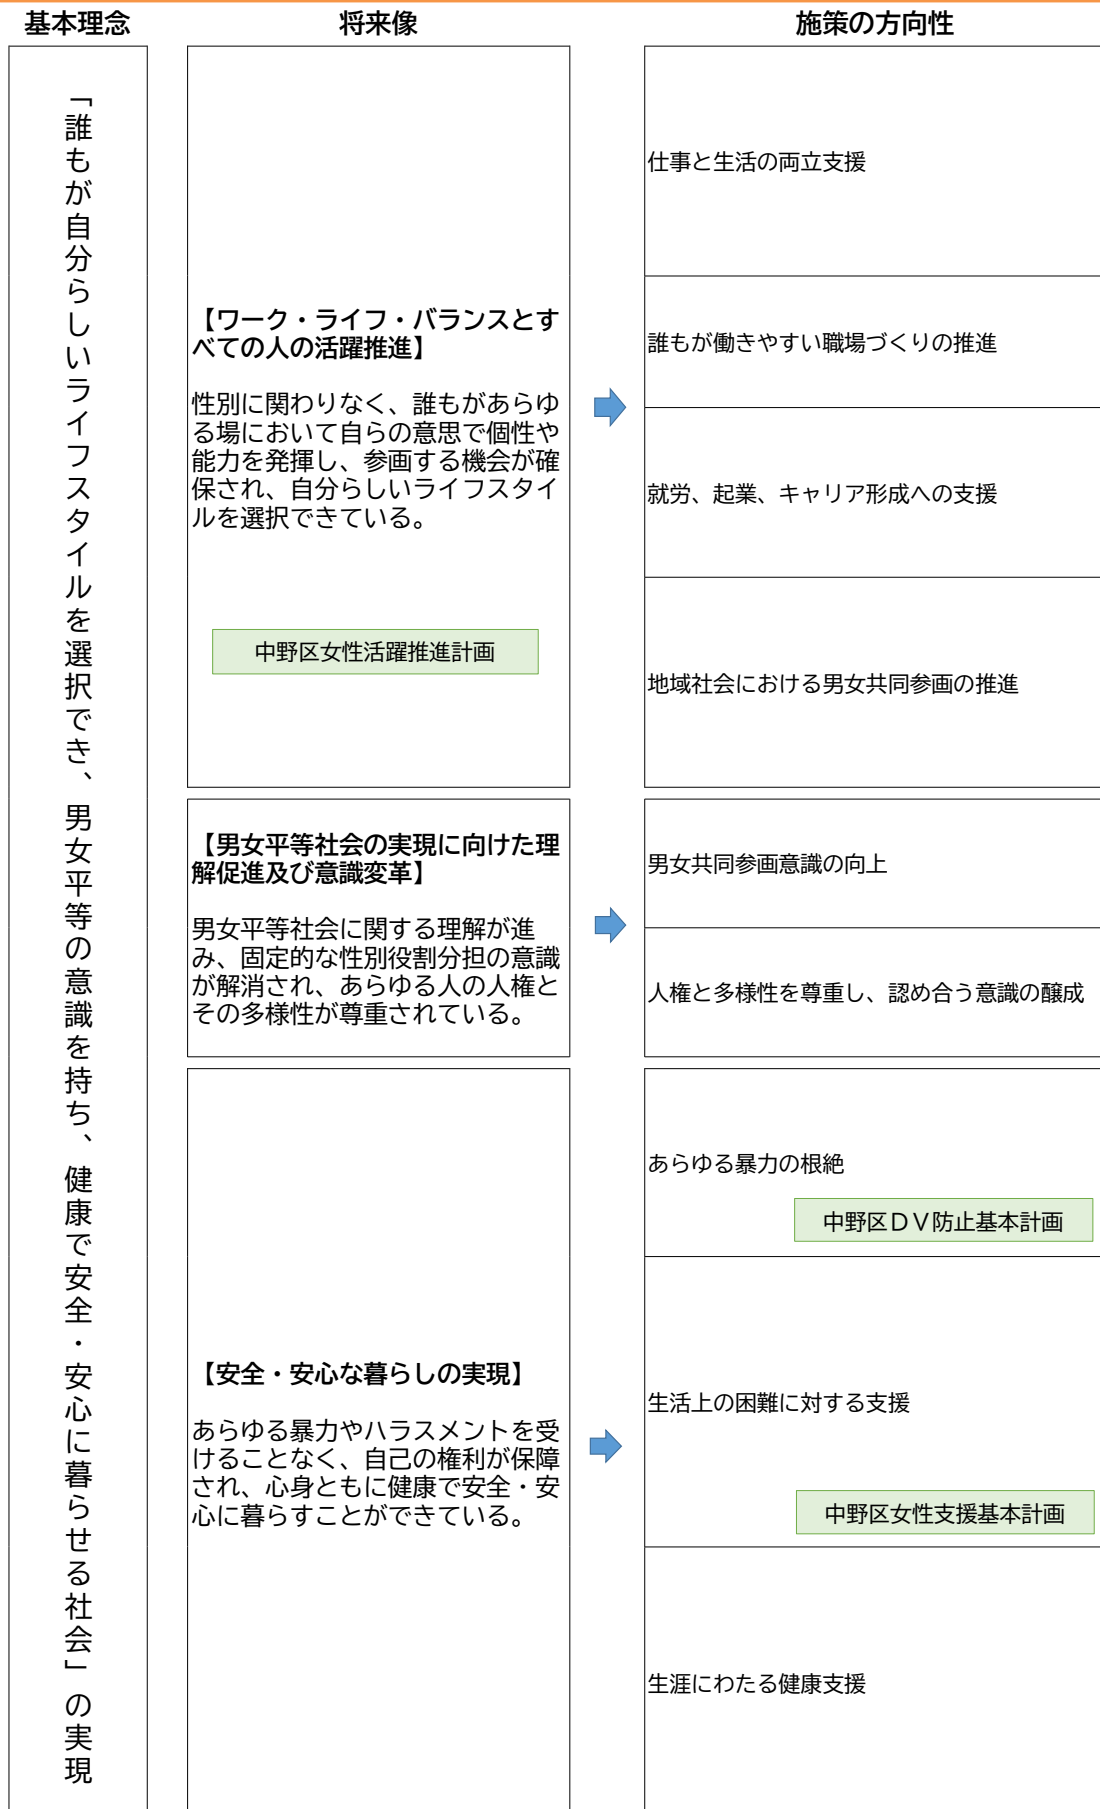 基本理念
将来像
施策の方向性
「誰もが自分らしいライフスタイルを選択でき、男女平等の意識を持ち、健康で安全・安心に暮らせる社会」の実現
【ワーク・ライフ・バランスとす
べての人の活躍推進】
性別に関わりなく、誰もがあらゆ
る場において自らの意思で個性や
能力を発揮し、参画する機会が確
保され、自分らしいライフスタイ
ルを選択できている。
中野区女性活躍推進計画
仕事と生活の両立支援
誰もが働きやすい職場づくりの推進
就労、起業、キャリア形成への支援
地域社会における男女共同参画の推進
【男女平等社会の実現に向けた理
解促進及び意識変革】
男女平等社会に関する理解が進
み、固定的な性別役割分担の意識
が解消され、あらゆる人の人権と
その多様性が尊重されている。
男女共同参画意識の向上
人権と多様性を尊重し、認め合う意識の醸成
【安全・安心な暮らしの実現】
あらゆる暴力やハラスメントを受
けることなく、自己の権利が保障
され、心身ともに健康で安全・安
心に暮らすことができている。
あらゆる暴力の根絶
中野区ＤＶ防止基本計画
生活上の困難に対する支援
中野区女性支援基本計画
生涯にわたる健康支援